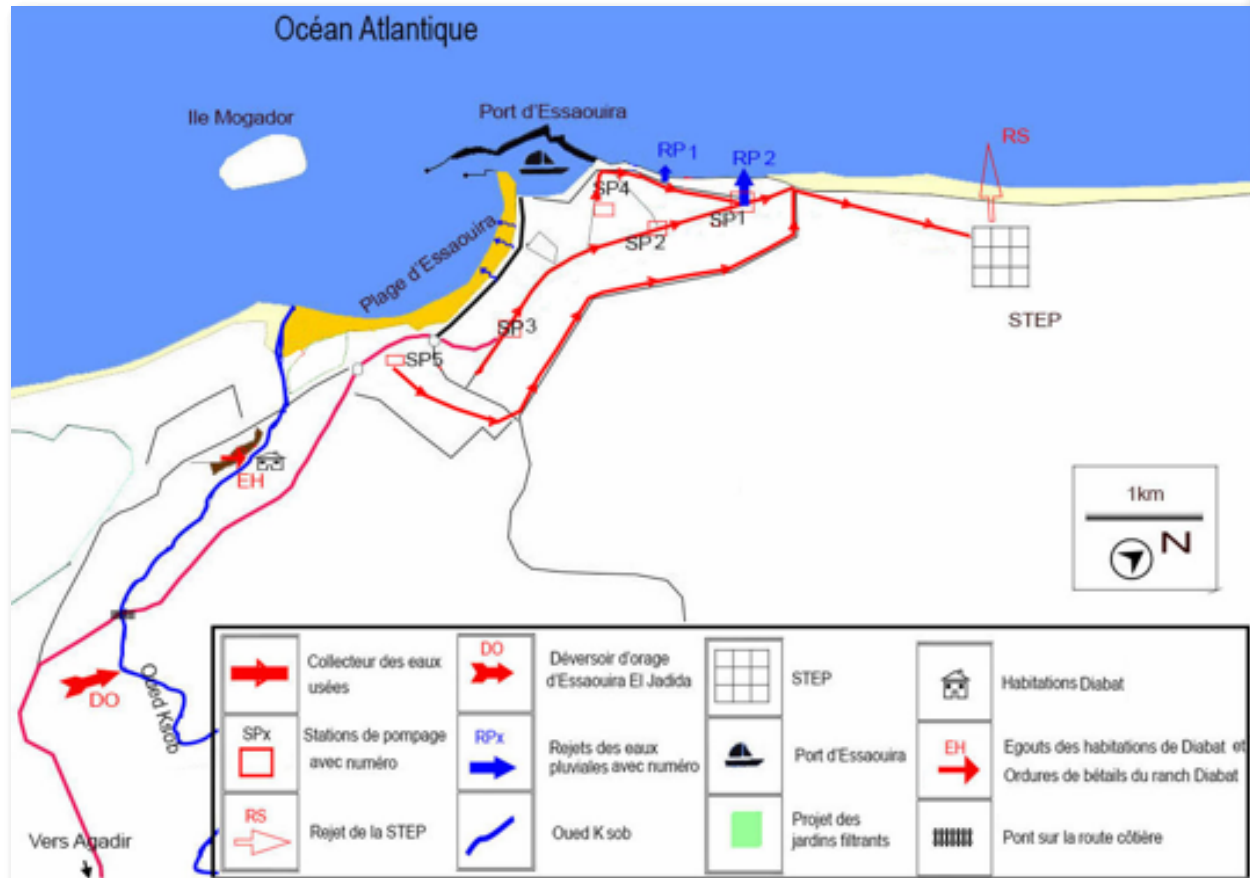 Océan Atlantique
Ile Mogador
Port d'Essaouira
RP 1
RP 2
RS
SP4
SP1
SP2
Plage d'Essaouira
SP3
SP5
STEP
EH
1km
N
DO
Oued Ksob
Vers Agadir
Collecteur des eaux
usées
DO
Déversoir d'orage
d'Essaouira El Jadida
STEP
Habitations Diabat
SPx
Stations de pompage
avec numéro
RPx
Rejets des eaux
pluviales avec numéro
Port d'Essaouira
EH
Egouts des habitations de Diabat et
Ordures de bétails du ranch Diabat
RS
Rejet de la STEP
Oued K sob
Projet des
jardins filtrants
Pont sur la route côtière